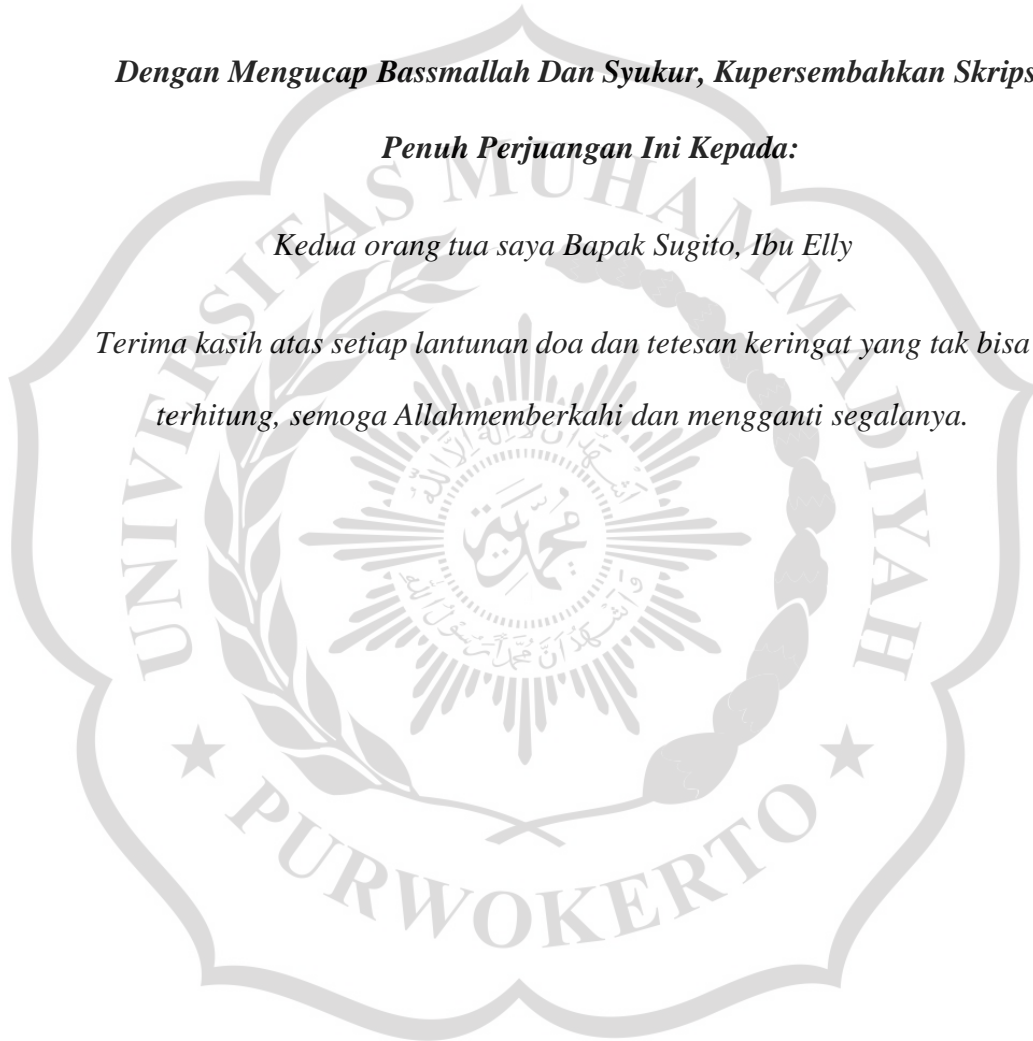 Dengan Mengucap Bassmallah Dan Syukur, Kupersembahkan Skrips
Penuh Perjuangan Ini Kepada:
Kedua orang tua saya Bapak Sugito, Ibu Elly
Terima kasih atas setiap lantunan doa dan tetesan keringat yang tak bisa
terhitung, semoga Allahmemberkahi dan mengganti segalanya.
UNIVERSITAS MUHAMMADIYAH
PURWOKERTO